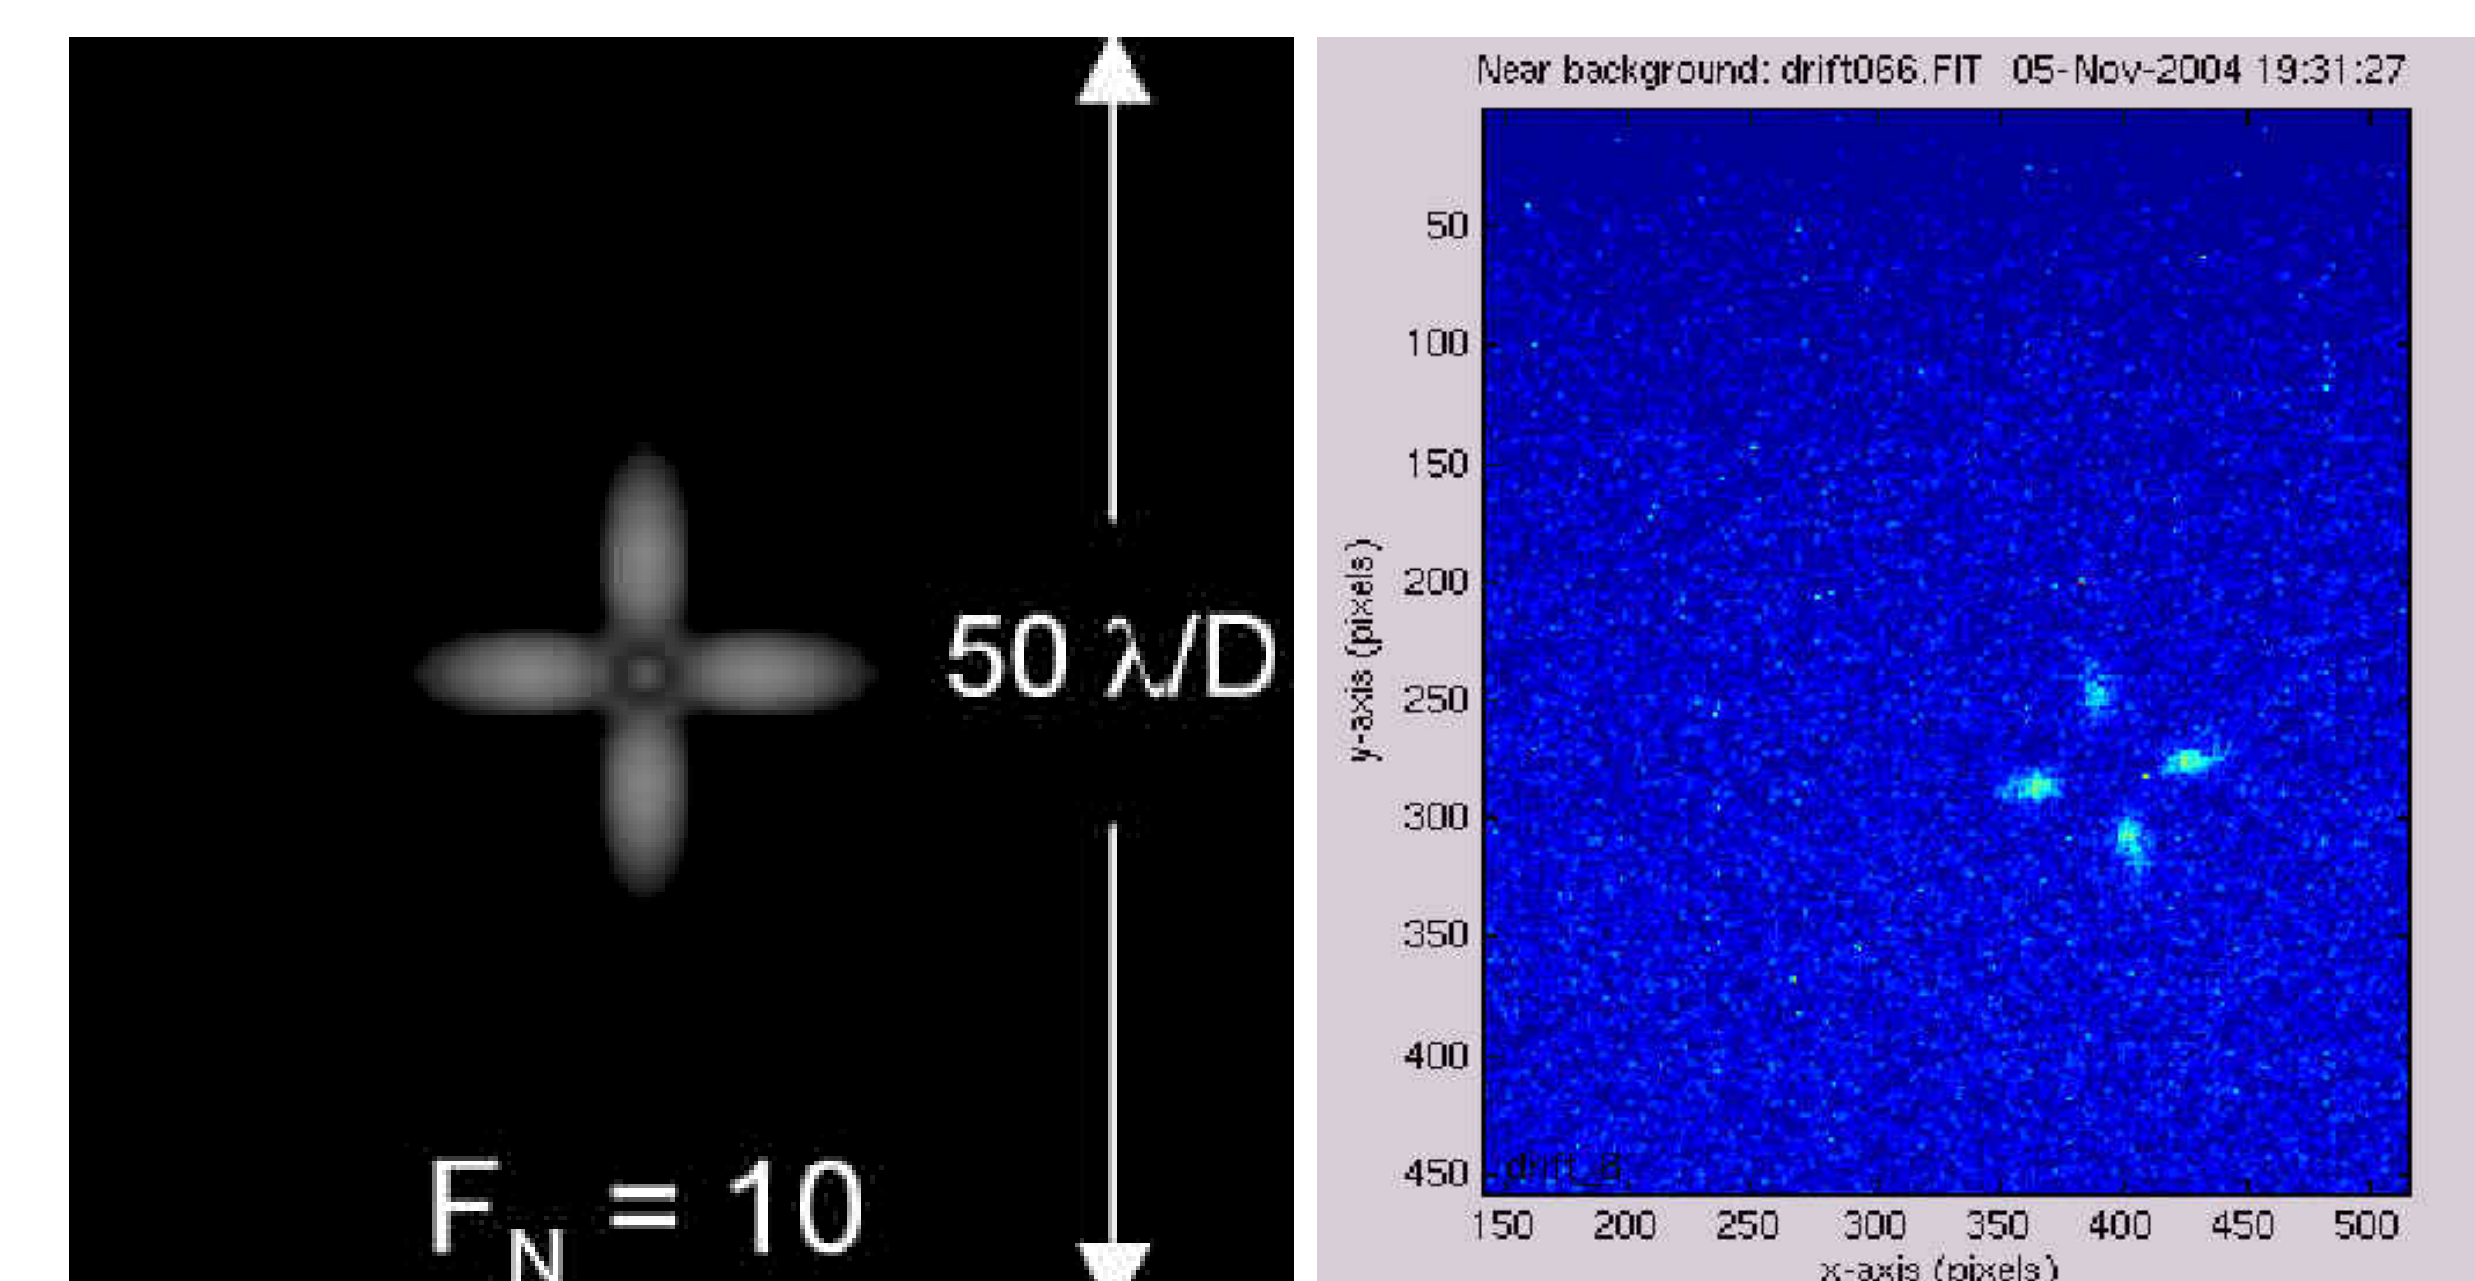 50 λ/D
F_N = 10
Near background: drift066.FIT 05-Nov-2004 19:31:27
y-axis (pixels)
50
100
150
200
250
300
350
400
450
drift_6
150 200 250 300 350 400 450 500
x-axis (pixels)